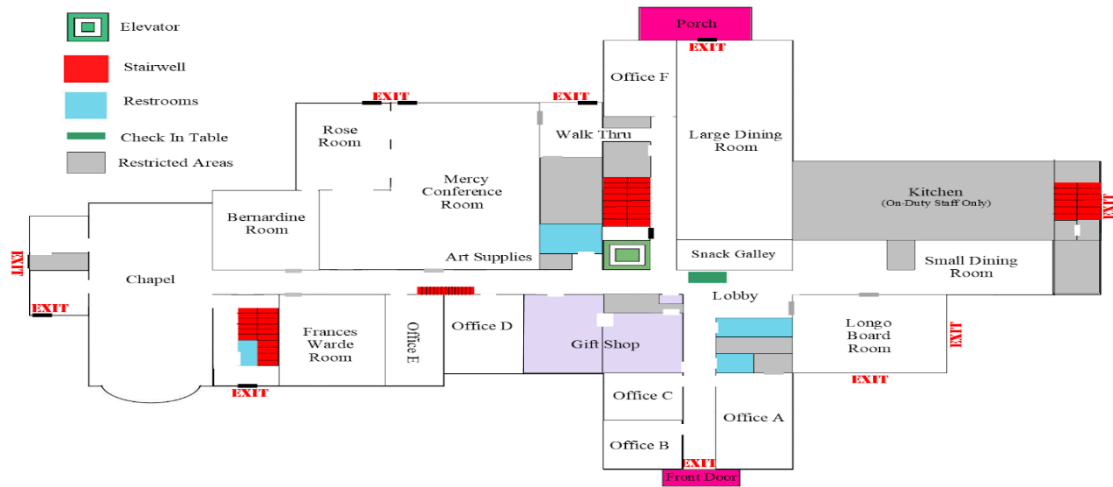 Elevator
Stairwell
Restrooms
Check In Table
Restricted Areas
Porch
EXIT
Office F
EXIT
EXIT
EXIT
Rose
Room
Walk Thru
Large Dining
Room
Mercy
Conference
Room
Kitchen
(On-Duty Staff Only)
EXIT
Bernardine
Room
Art Supplies
Snack Galley
Small Dining
Room
EXIT
Chapel
Lobby
EXIT
Frances
Warde
Room
Office E
Office D
Gift Shop
Longo
Board
Room
EXIT
EXIT
EXIT
Office C
Office A
Office B
EXIT
Front Door